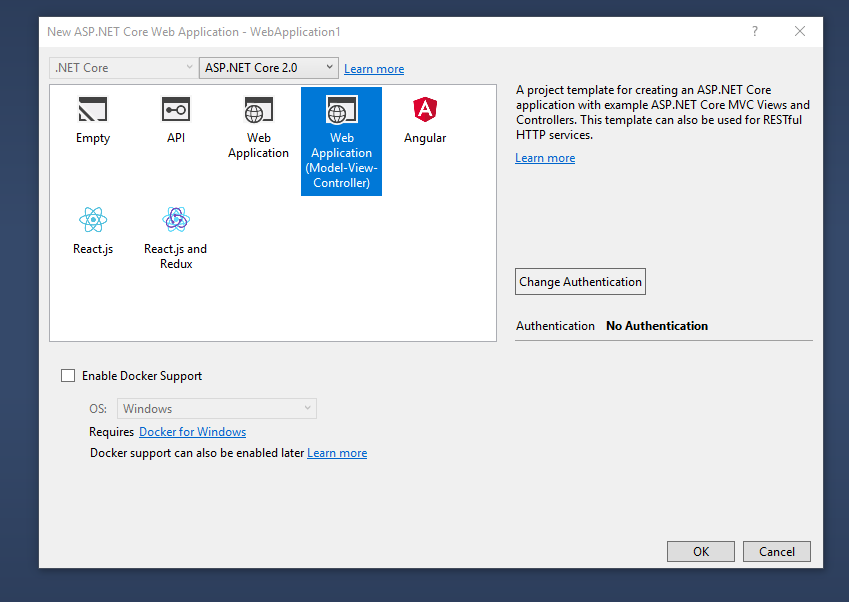 New ASP.NET Core Web Application - WebApplication1
?
.NET Core
ASP.NET Core 2.0
Learn more
Empty
API
Web
Application
Web
Application
(Model-View-
Controller)
Angular
React.js
React.js and
Redux
A project template for creating an ASP.NET Core
application with example ASP.NET Core MVC Views and
Controllers. This template can also be used for RESTful
HTTP services.
Learn more
Change Authentication
Authentication No Authentication
Enable Docker Support
OS: Windows
Requires Docker for Windows
Docker support can also be enabled later Learn more
OK
Cancel